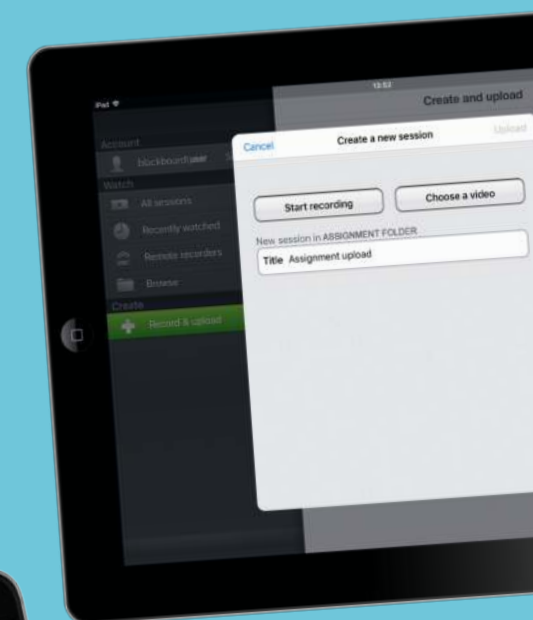 iPad
13:53
Create and upload
Account
blackboard\
Watch
All sessions
Recently watched
Remote recorders
Browse
Create
Record & upload
Cancel
Create a new session
Upload
Start recording
Choose a video
New session in ASSIGNMENT FOLDER
Title Assignment upload